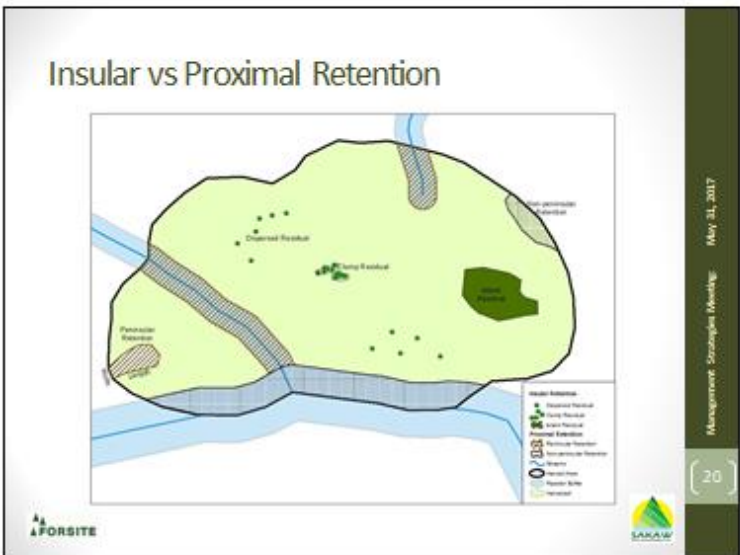 Insular vs Proximal Retention
Non-peninsular
Retention
Dispersed Residual
Clump Residual
Island
Residual
Peninsular
Retention
Insular Retention
Dispersed Residual
Clump Residual
Island Residual
Proximal Retention
Peninsular Retention
Non-peninsular Retention
Streams
Harvest Area
Riparian Buffer
Management Strategies Meeting: May 31, 2017
20
FORSITE
SAKAW